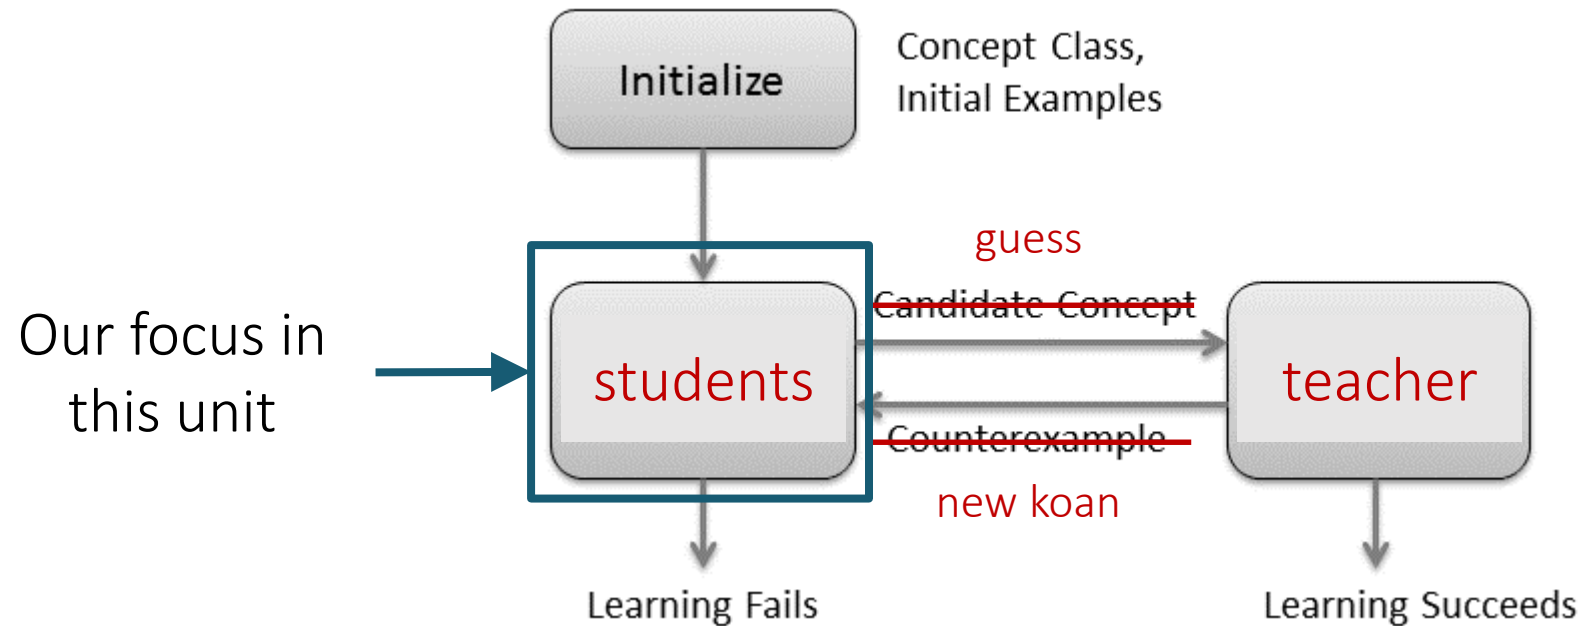 Initialize
Concept Class,
Initial Examples
guess
Candidate Concept
Our focus in
this unit
students
teacher
Counterexample
new koan
Learning Fails
Learning Succeeds